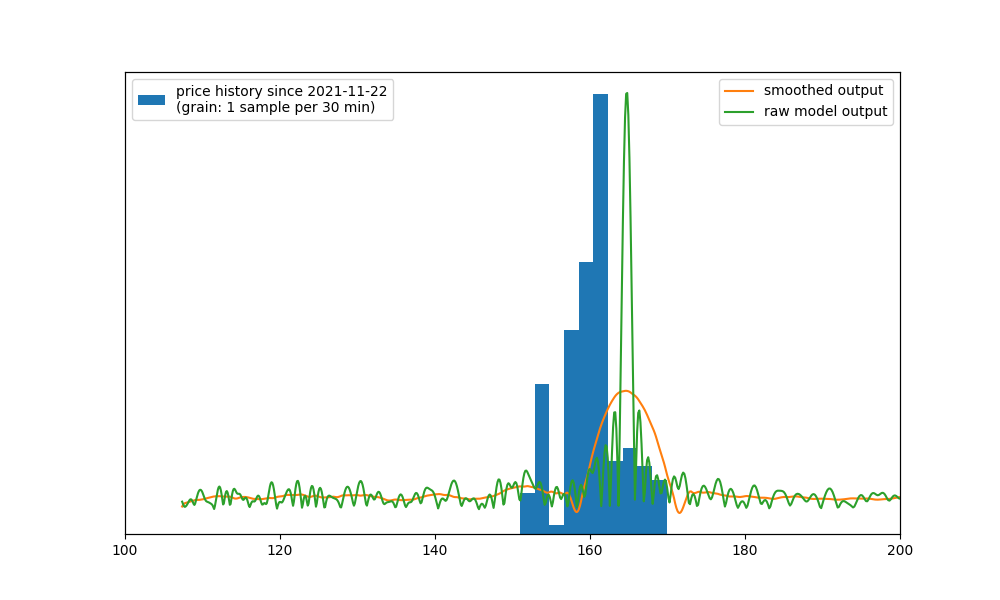 price history since 2021-11-22
(grain: 1 sample per 30 min)
smoothed output
raw model output
100
120
140
160
180
200